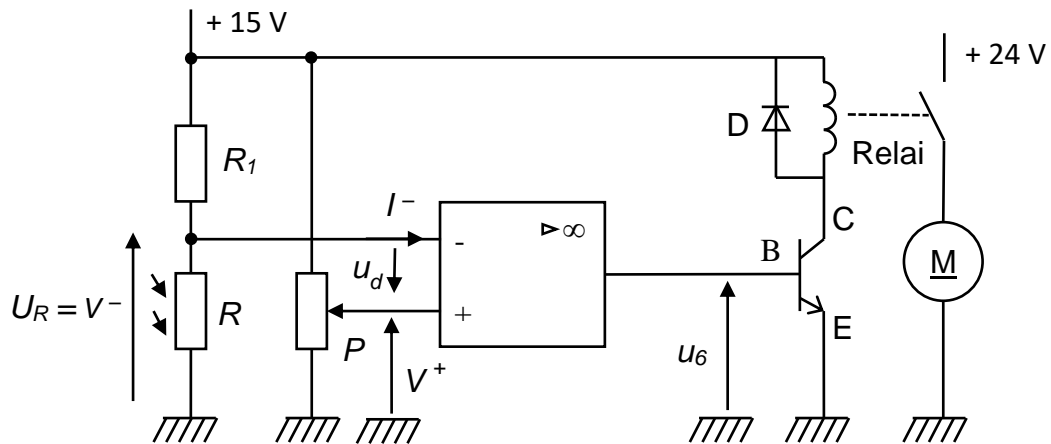 + 15 V
+ 24 V
D
Relai
R1
I –
C
- ▷ ∞
B
M
ud
UR = V –
R
P
+
E
V +
u6